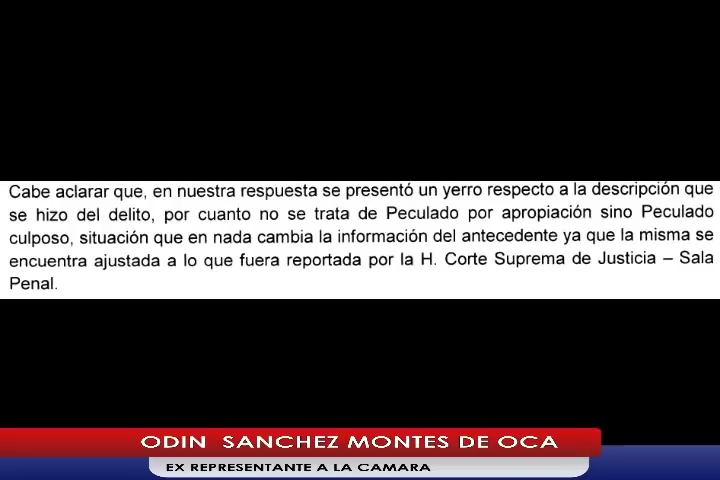 Cabe aclarar que, en nuestra respuesta se presentó un yerro respecto a la descripción que
se hizo del delito, por cuanto no se trata de Peculado por apropiación sino Peculado
culposo, situación que en nada cambia la información del antecedente ya que la misma se
encuentra ajustada a lo que fuera reportada por la H. Corte Suprema de Justicia – Sala
Penal.
ODIN SANCHEZ MONTES DE OCA
EX REPRESENTANTE A LA CAMARA